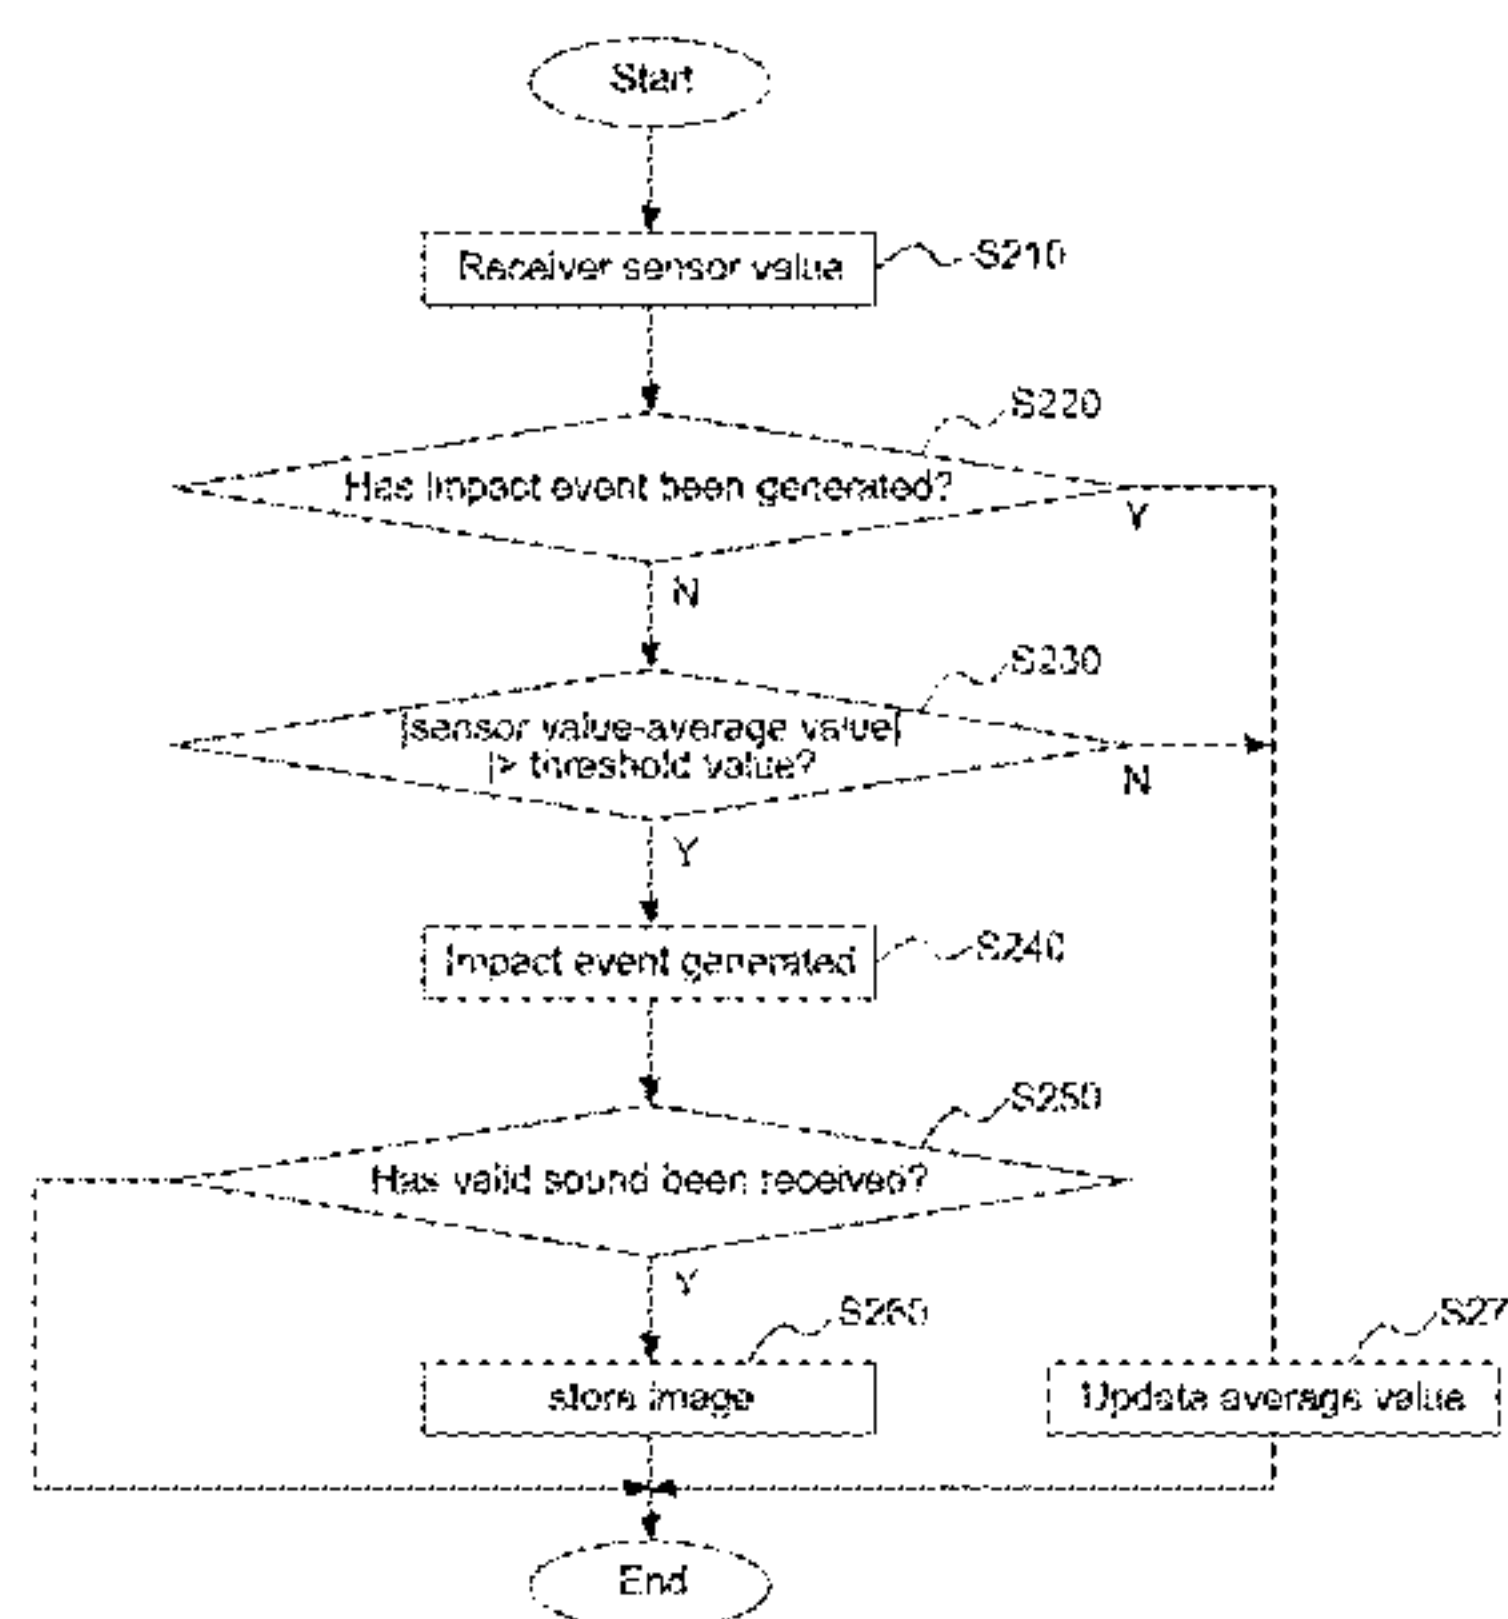 Start
Receiver sensor value
S210
S220
Has impact event been generated?
Y
N
S230
|sensor value-average value|
|> threshold value?
N
Y
Impact event generated
S240
S250
Has valid sound been received?
Y
S260
S27
store image
Update average value
End